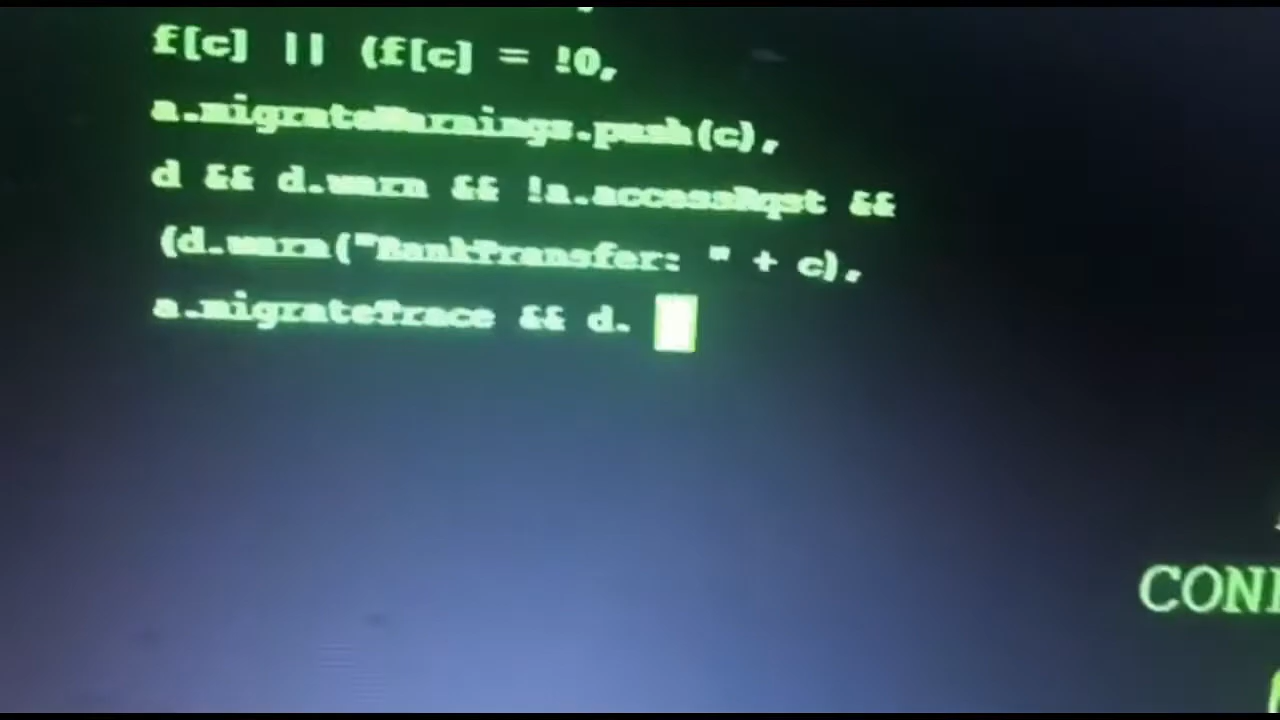 f[c] || (f[c] = !0,
a.migrateWarnings.push(c),
d && d.warn && !a.accessRqst &&
(d.warn("BankTransfer: " + c),
a.migrateTrace && d.
CON